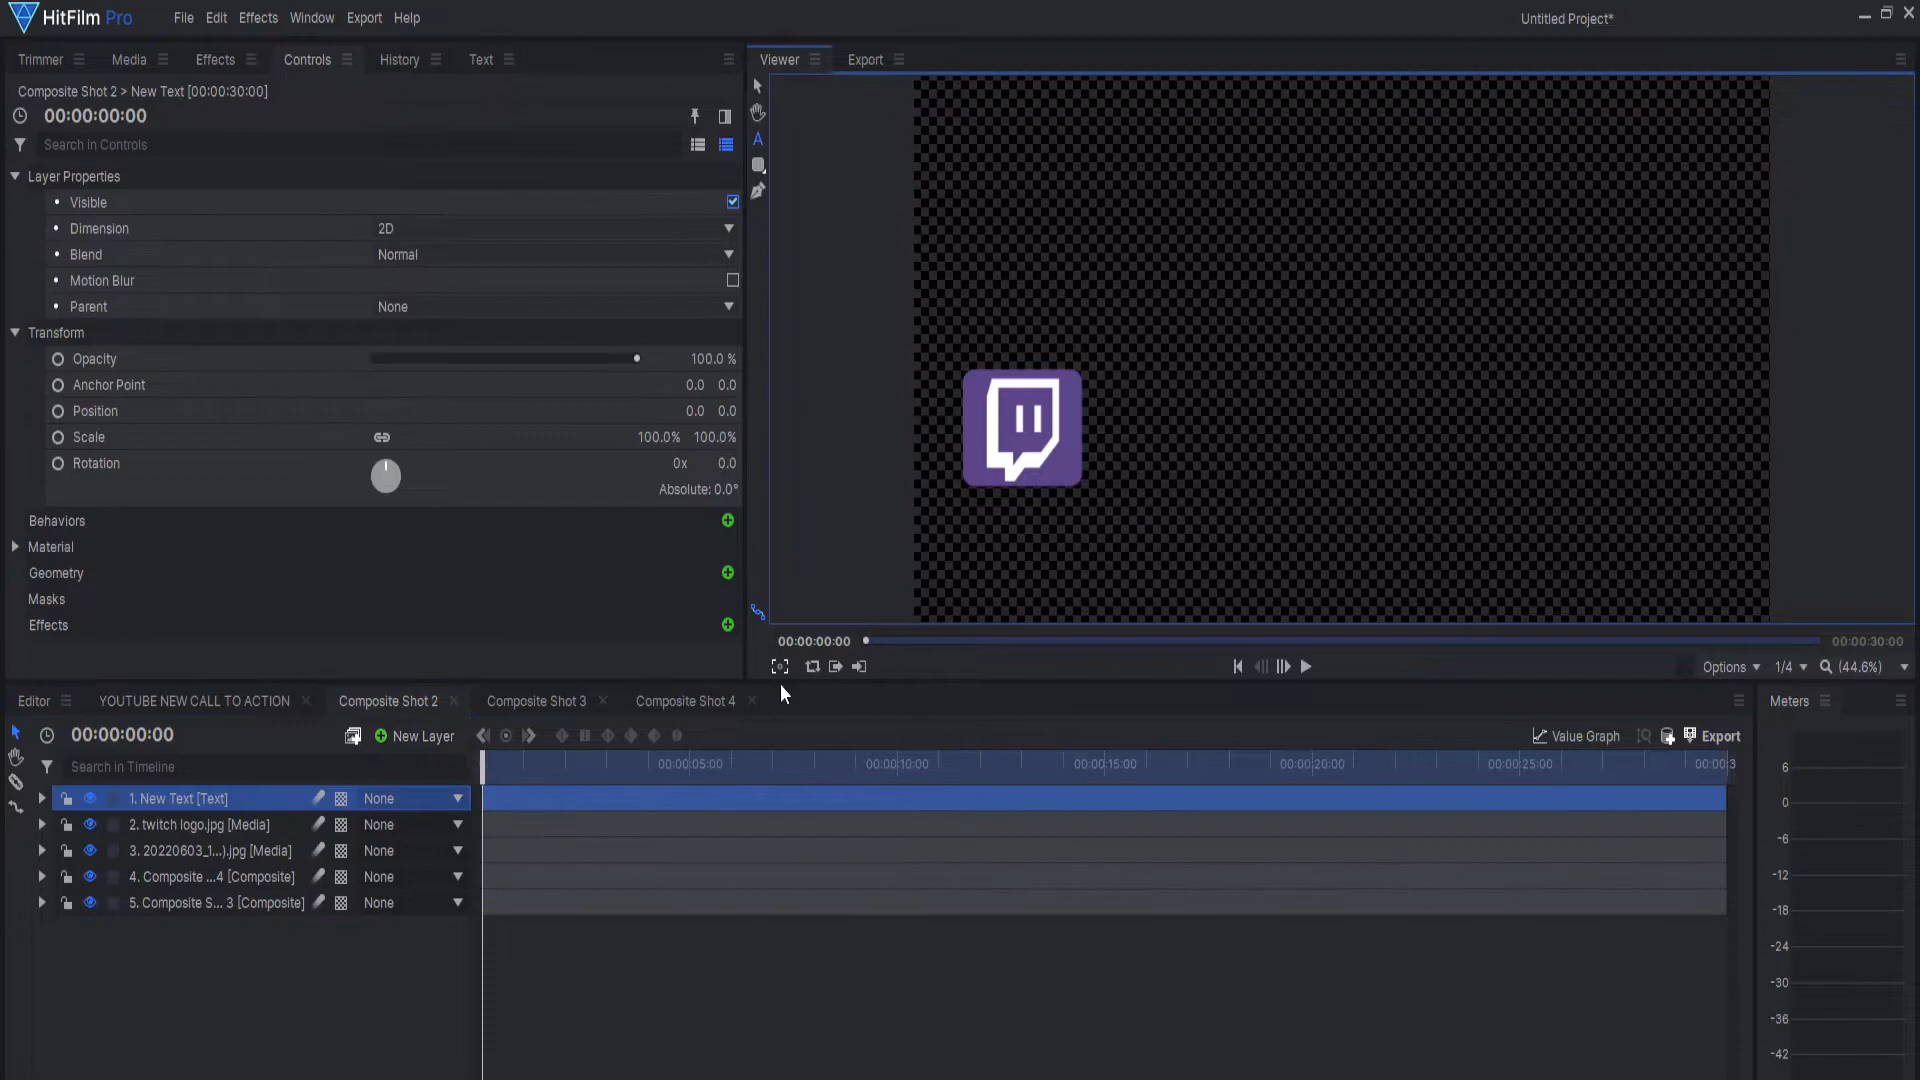 HitFilm Pro
File Edit Effects Window Export Help
Untitled Project*
Trimmer Media Effects Controls History Text
Viewer Export
Composite Shot 2 > New Text [00:00:30:00]
00:00:00:00
Search in Controls
Layer Properties
Visible
Dimension 2D
Blend Normal
Motion Blur
Parent None
Transform
Opacity 100.0 %
Anchor Point 0.0 0.0
Position 0.0 0.0
Scale 100.0% 100.0%
Rotation 0x 0.0
Absolute: 0.0°
Behaviors
Material
Geometry
Masks
Effects
00:00:00:00 00:00:30:00
Options 1/4 (44.6%)
Editor YOUTUBE NEW CALL TO ACTION Composite Shot 2 Composite Shot 3 Composite Shot 4
Meters
00:00:00:00 New Layer Value Graph Export
Search in Timeline
00:00:05:00 00:00:10:00 00:00:15:00 00:00:20:00 00:00:25:00 00:00:3
1. New Text [Text] None
2. twitch logo.jpg [Media] None
3. 20220603_1...).jpg [Media] None
4. Composite ...4 [Composite] None
5. Composite S... 3 [Composite] None
6
0
-6
-12
-18
-24
-30
-36
-42